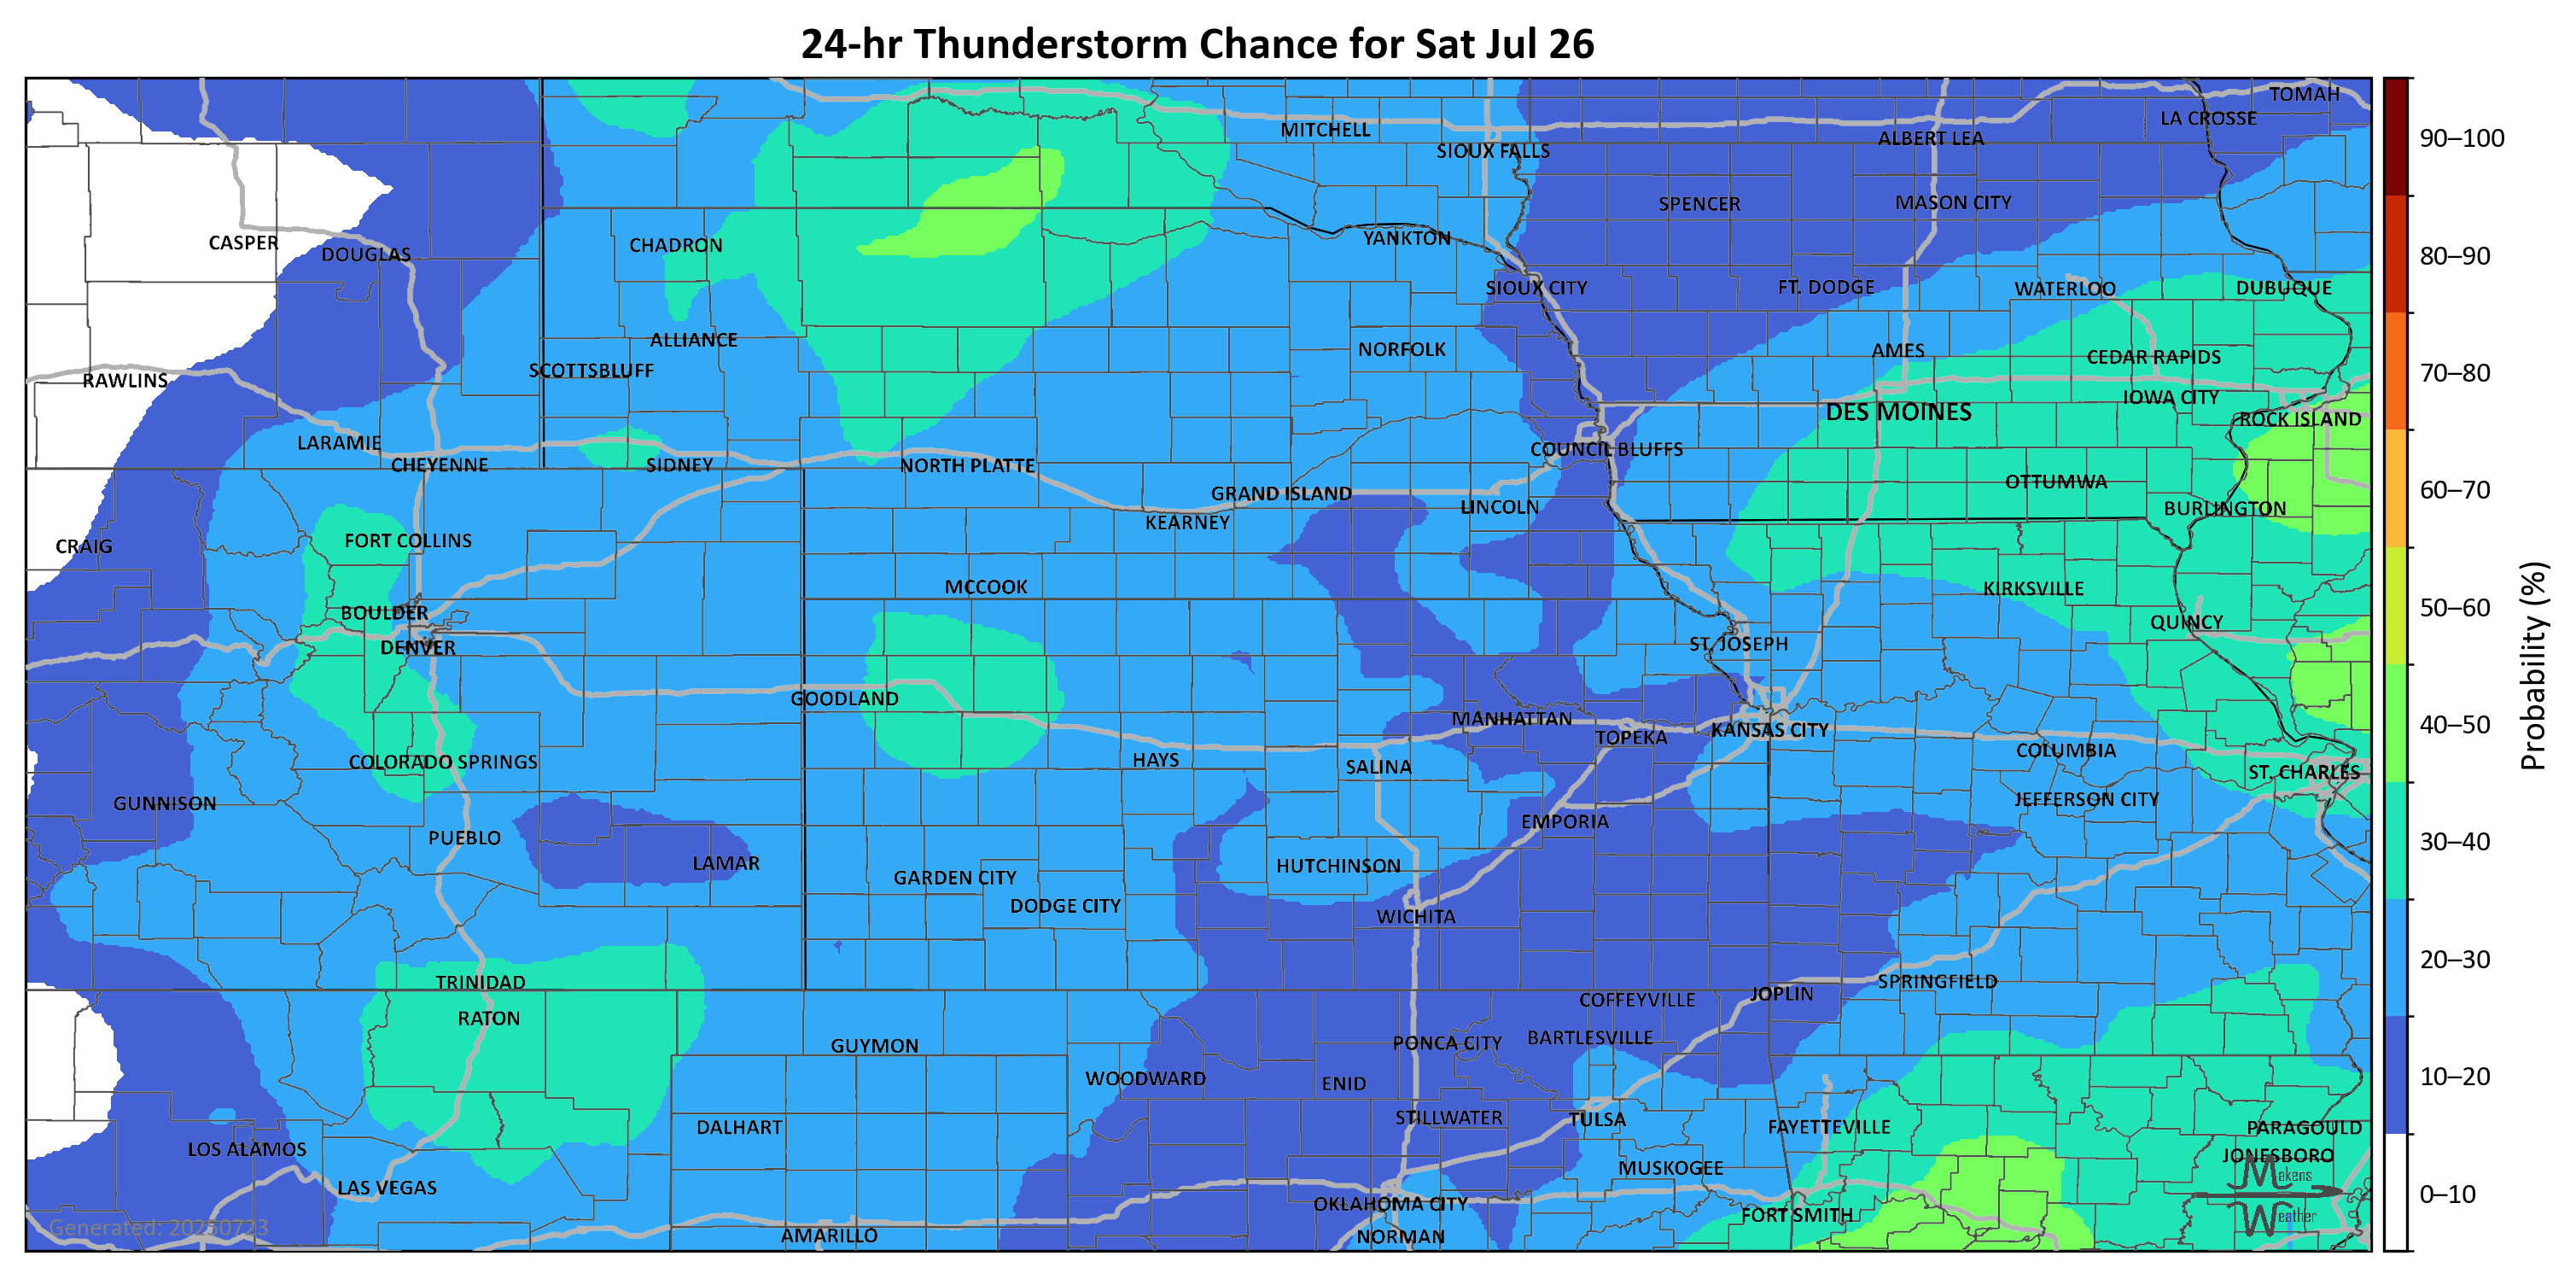 24-hr Thunderstorm Chance for Sat Jul 26
TOMAH
LA CROSSE
MITCHELL
ALBERT LEA
SIOUX FALLS
SPENCER
MASON CITY
CASPER
DOUGLAS
CHADRON
YANKTON
SIOUX CITY
FT. DODGE
WATERLOO
DUBUQUE
ALLIANCE
NORFOLK
AMES
CEDAR RAPIDS
SCOTTSBLUFF
RAWLINS
IOWA CITY
DES MOINES
ROCK ISLAND
LARAMIE
CHEYENNE
SIDNEY
NORTH PLATTE
COUNCIL BLUFFS
GRAND ISLAND
LINCOLN
OTTUMWA
BURLINGTON
KEARNEY
CRAIG
FORT COLLINS
MCCOOK
KIRKSVILLE
BOULDER
QUINCY
DENVER
ST. JOSEPH
GOODLAND
MANHATTAN
TOPEKA
KANSAS CITY
COLORADO SPRINGS
HAYS
SALINA
COLUMBIA
ST. CHARLES
GUNNISON
JEFFERSON CITY
PUEBLO
EMPORIA
LAMAR
GARDEN CITY
HUTCHINSON
DODGE CITY
WICHITA
TRINIDAD
SPRINGFIELD
COFFEYVILLE
JOPLIN
RATON
GUYMON
PONCA CITY
BARTLESVILLE
WOODWARD
ENID
STILLWATER
TULSA
DALHART
FAYETTEVILLE
PARAGOULD
LOS ALAMOS
JONESBORO
MUSKOGEE
LAS VEGAS
OKLAHOMA CITY
FORT SMITH
AMARILLO
NORMAN
Makens
Weather
Generated: 20250723
90–100
80–90
70–80
60–70
50–60
40–50
30–40
20–30
10–20
0–10
Probability (%)